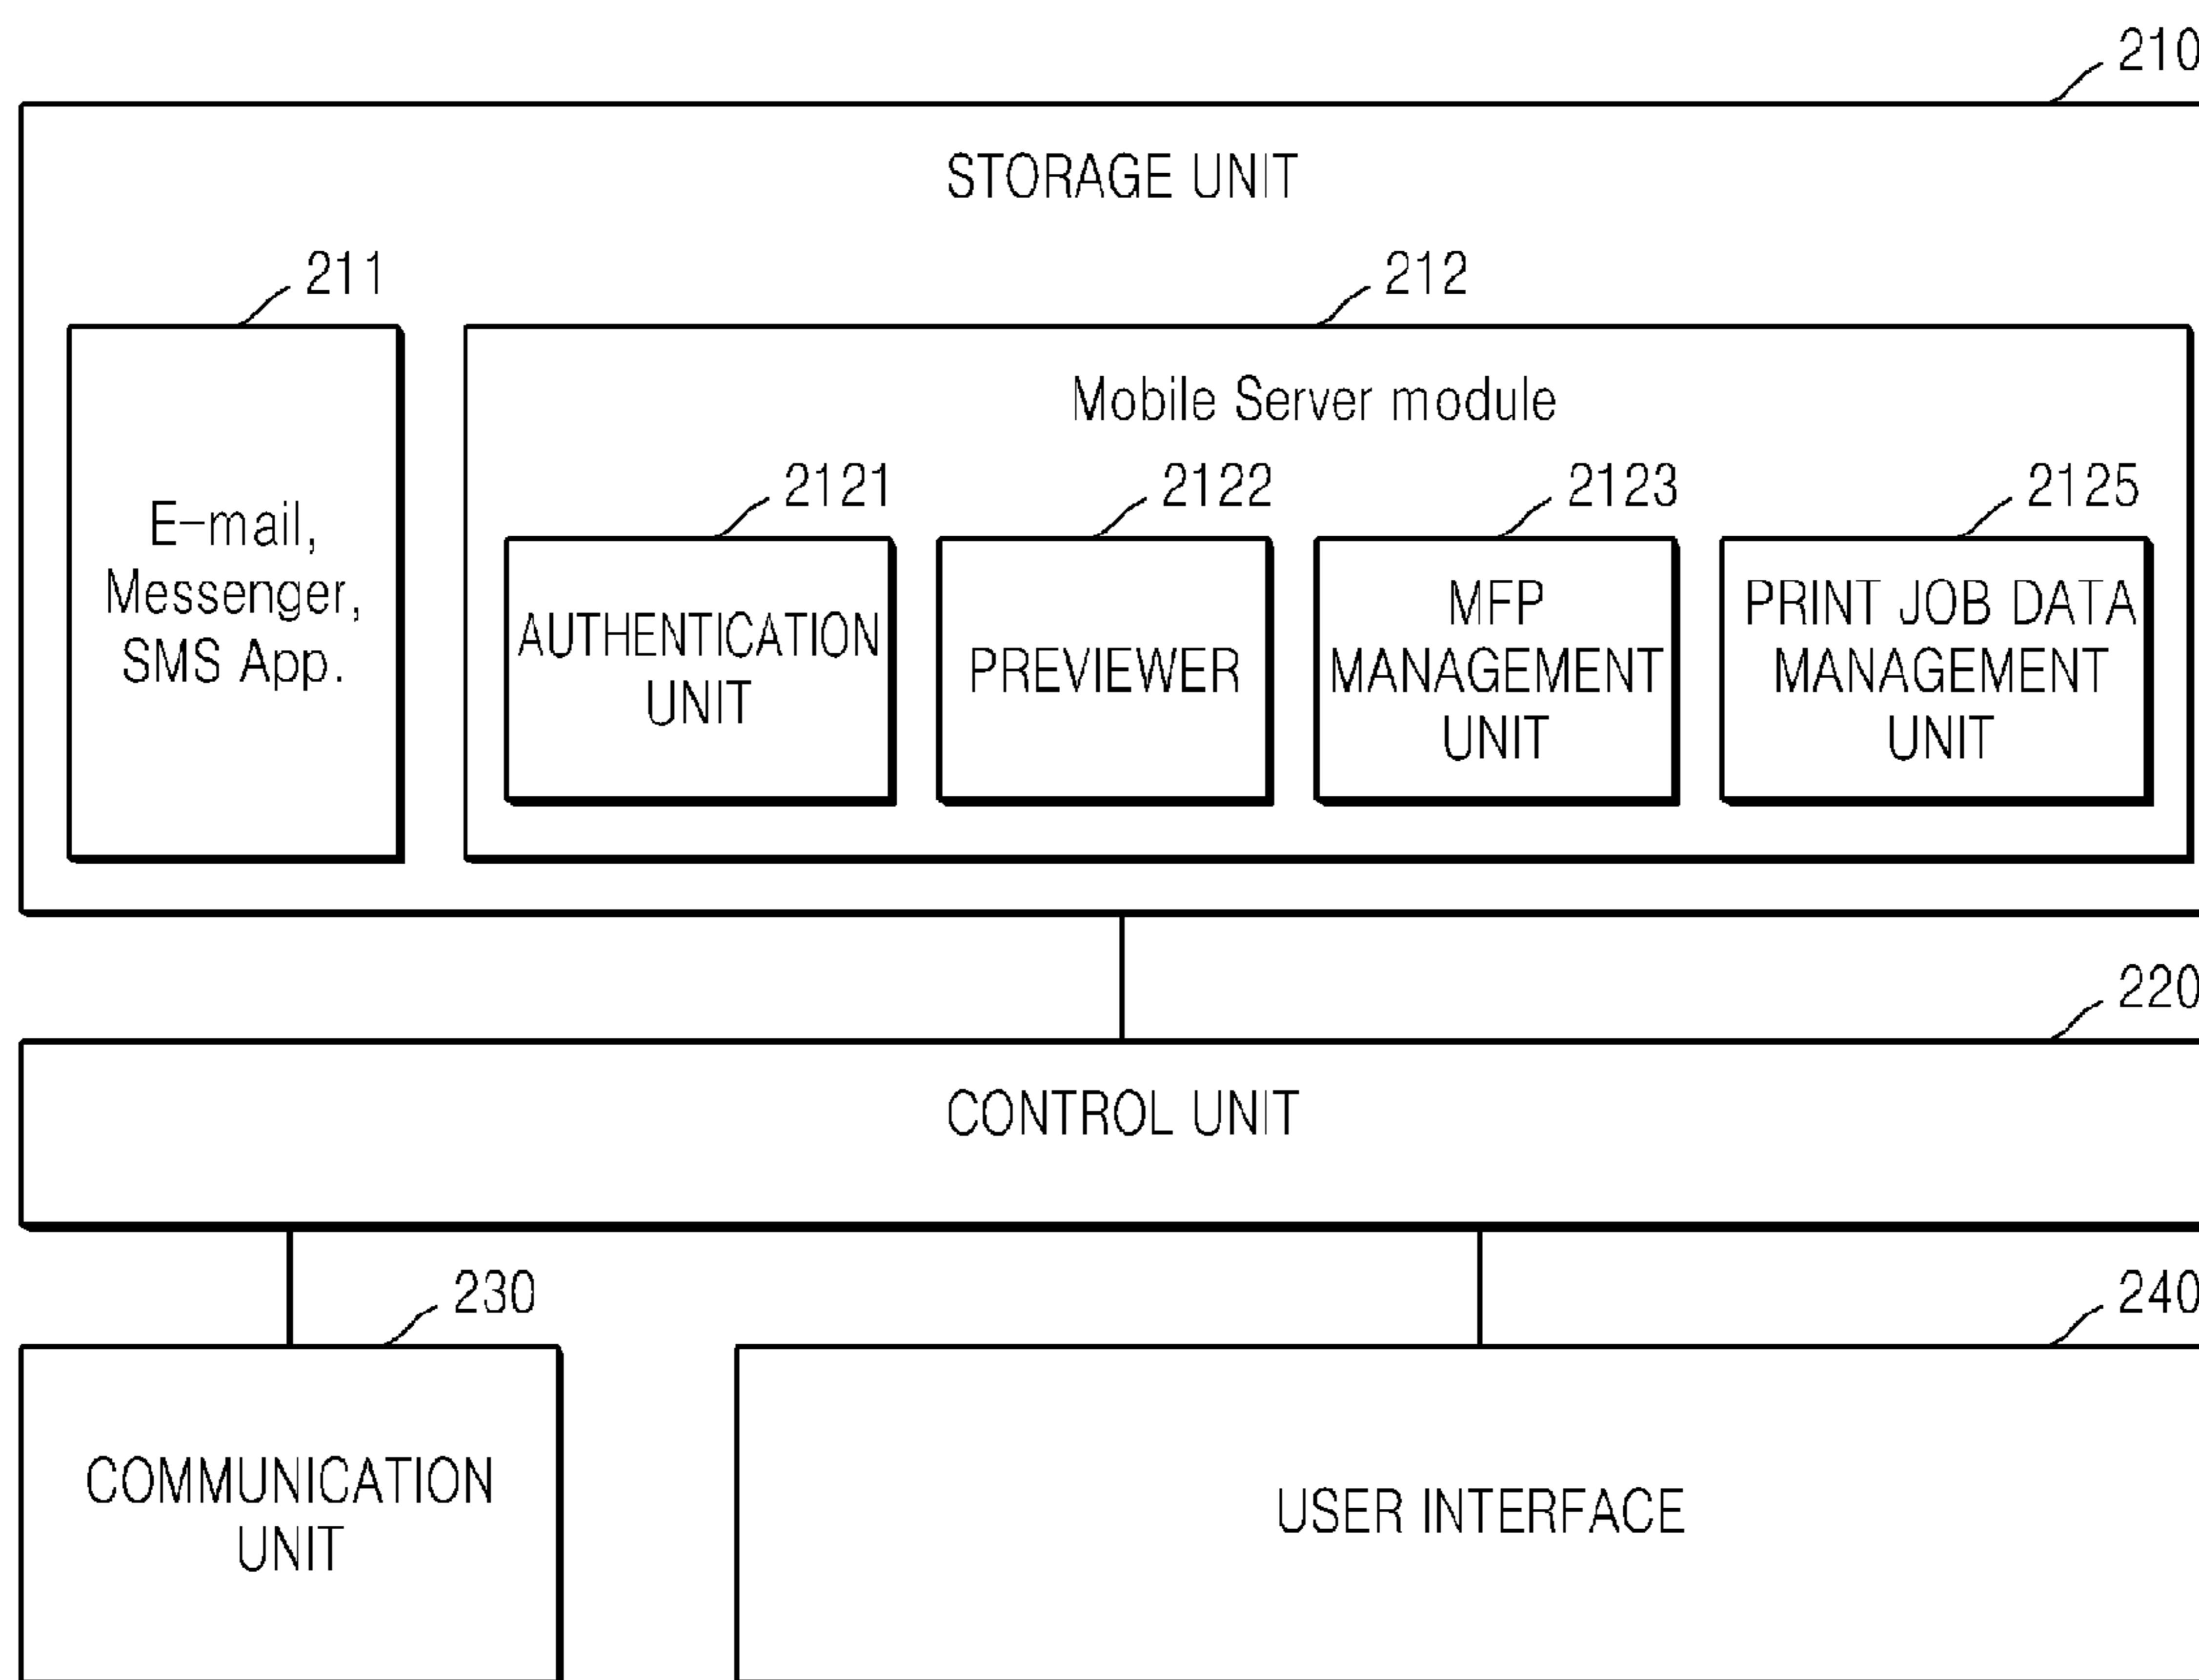 210
STORAGE UNIT
211
212
E-mail,
Messenger,
SMS App.
Mobile Server module
2121
2122
2123
2125
AUTHENTICATION
UNIT
PREVIEWER
MFP
MANAGEMENT
UNIT
PRINT JOB DATA
MANAGEMENT
UNIT
220
CONTROL UNIT
230
240
COMMUNICATION
UNIT
USER INTERFACE